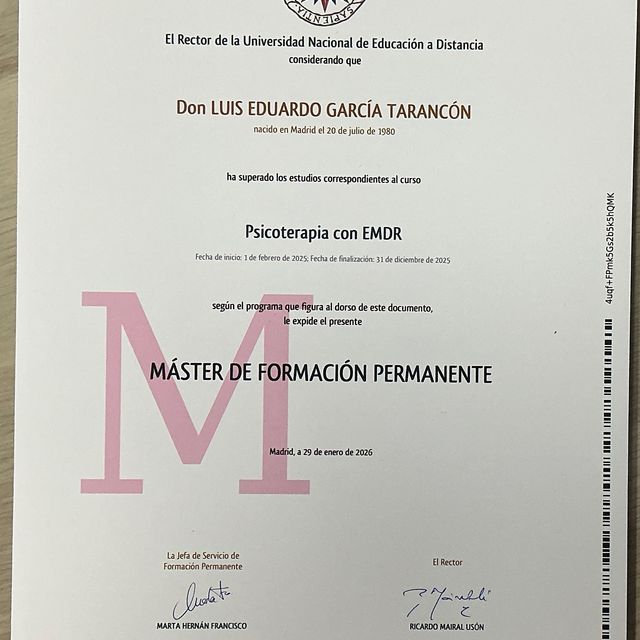 SAPIENTIA
El Rector de la Universidad Nacional de Educación a Distancia
considerando que
Don LUIS EDUARDO GARCÍA TARANCÓN
nacido en Madrid el 20 de julio de 1980
ha superado los estudios correspondientes al curso
Psicoterapia con EMDR
Fecha de inicio: 1 de febrero de 2025; Fecha de finalización: 31 de diciembre de 2025
según el programa que figura al dorso de este documento,
le expide el presente
M
MÁSTER DE FORMACIÓN PERMANENTE
Madrid, a 29 de enero de 2026
La Jefa de Servicio de
Formación Permanente
MARTA HERNÁN FRANCISCO
El Rector
RICARDO MAIRAL USÓN
4uqf+FPmk5Gs2b5k5hQMK